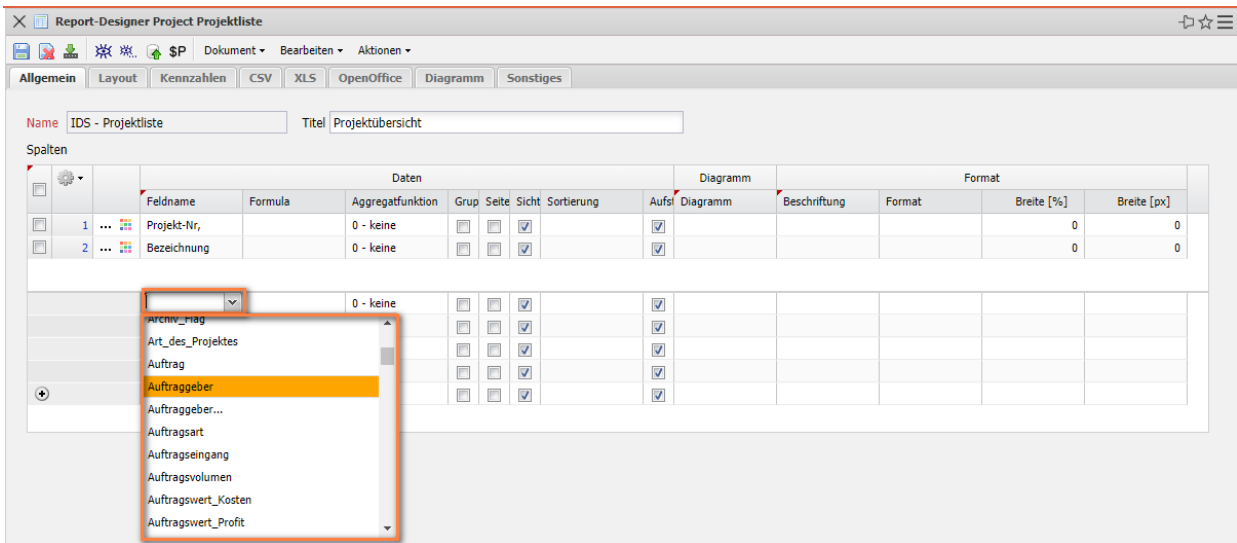 Report-Designer Project Projektliste
$P Dokument Bearbeiten Aktionen
Allgemein Layout Kennzahlen CSV XLS OpenOffice Diagramm Sonstiges
Name IDS - Projektliste Titel Projektübersicht
Spalten
Daten Diagramm Format
Feldname Formula Aggregatfunktion Grup Seite Sicht Sortierung Aufst Diagramm Beschriftung Format Breite [%] Breite [px]
1 ... Projekt-Nr, 0 - keine 0 0
2 ... Bezeichnung 0 - keine 0 0
0 - keine
Archiv_Flag
Art_des_Projektes
Auftrag
Auftraggeber
Auftraggeber...
Auftragsart
Auftragseingang
Auftragsvolumen
Auftragswert_Kosten
Auftragswert_Profit